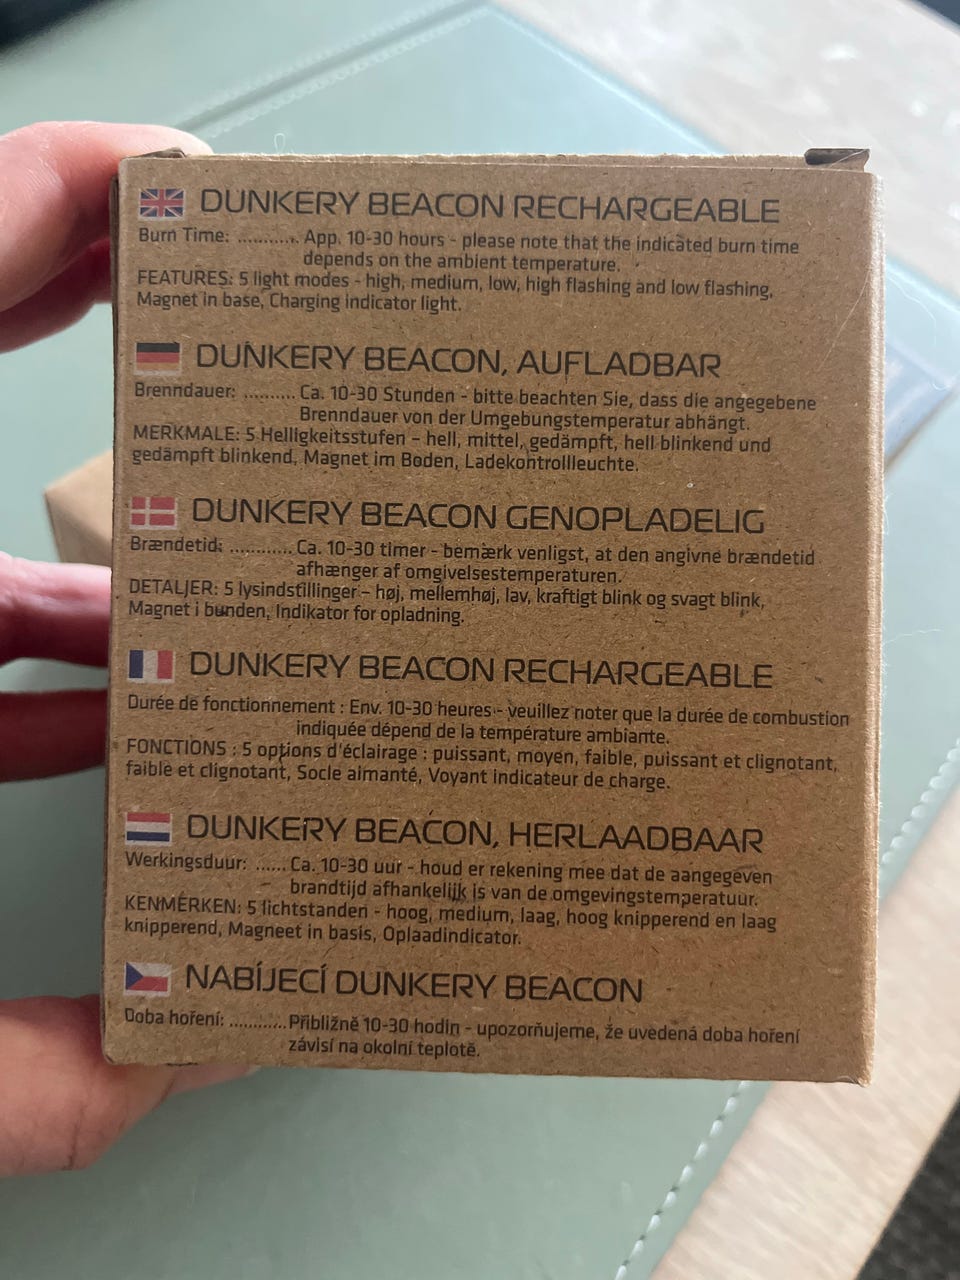 DUNKERY BEACON RECHARGEABLE
Burn Time: ........... App. 10-30 hours - please note that the indicated burn time
depends on the ambient temperature.
FEATURES: 5 light modes - high, medium, low, high flashing and low flashing,
Magnet in base, Charging indicator light.
DUNKERY BEACON, AUFLADBAR
Brenndauer: .......... Ca. 10-30 Stunden - bitte beachten Sie, dass die angegebene
Brenndauer von der Umgebungstemperatur abhängt.
MERKMALE: 5 Helligkeitsstufen - hell, mittel, gedämpft, hell blinkend und
gedämpft blinkend, Magnet im Boden, Ladekontrollleuchte.
DUNKERY BEACON GENOPLADELIG
Brændetid: ............ Ca. 10-30 timer - bemærk venligst, at den angivne brændetid
afhænger af omgivelsestemperaturen.
DETALJER: 5 lysindstillinger - høj, mellemhøj, lav, kraftigt blink og svagt blink,
Magnet i bunden, Indikator for opladning.
DUNKERY BEACON RECHARGEABLE
Durée de fonctionnement : Env. 10-30 heures - veuillez noter que la durée de combustion
indiquée dépend de la température ambiante.
FONCTIONS : 5 options d'éclairage : puissant, moyen, faible, puissant et clignotant,
faible et clignotant, Socle aimanté, Voyant indicateur de charge.
DUNKERY BEACON, HERLAADBAAR
Werkingsduur: ...... Ca. 10-30 uur - houd er rekening mee dat de aangegeven
brandtijd afhankelijk is van de omgevingstemperatuur.
KENMERKEN: 5 lichtstanden - hoog, medium, laag, hoog knipperend en laag
knipperend, Magneet in basis, Oplaadindicator.
NABÍJECÍ DUNKERY BEACON
Doba hoření: ........... Přibližně 10-30 hodin - upozorňujeme, že uvedená doba hoření
závisí na okolní teplotě.